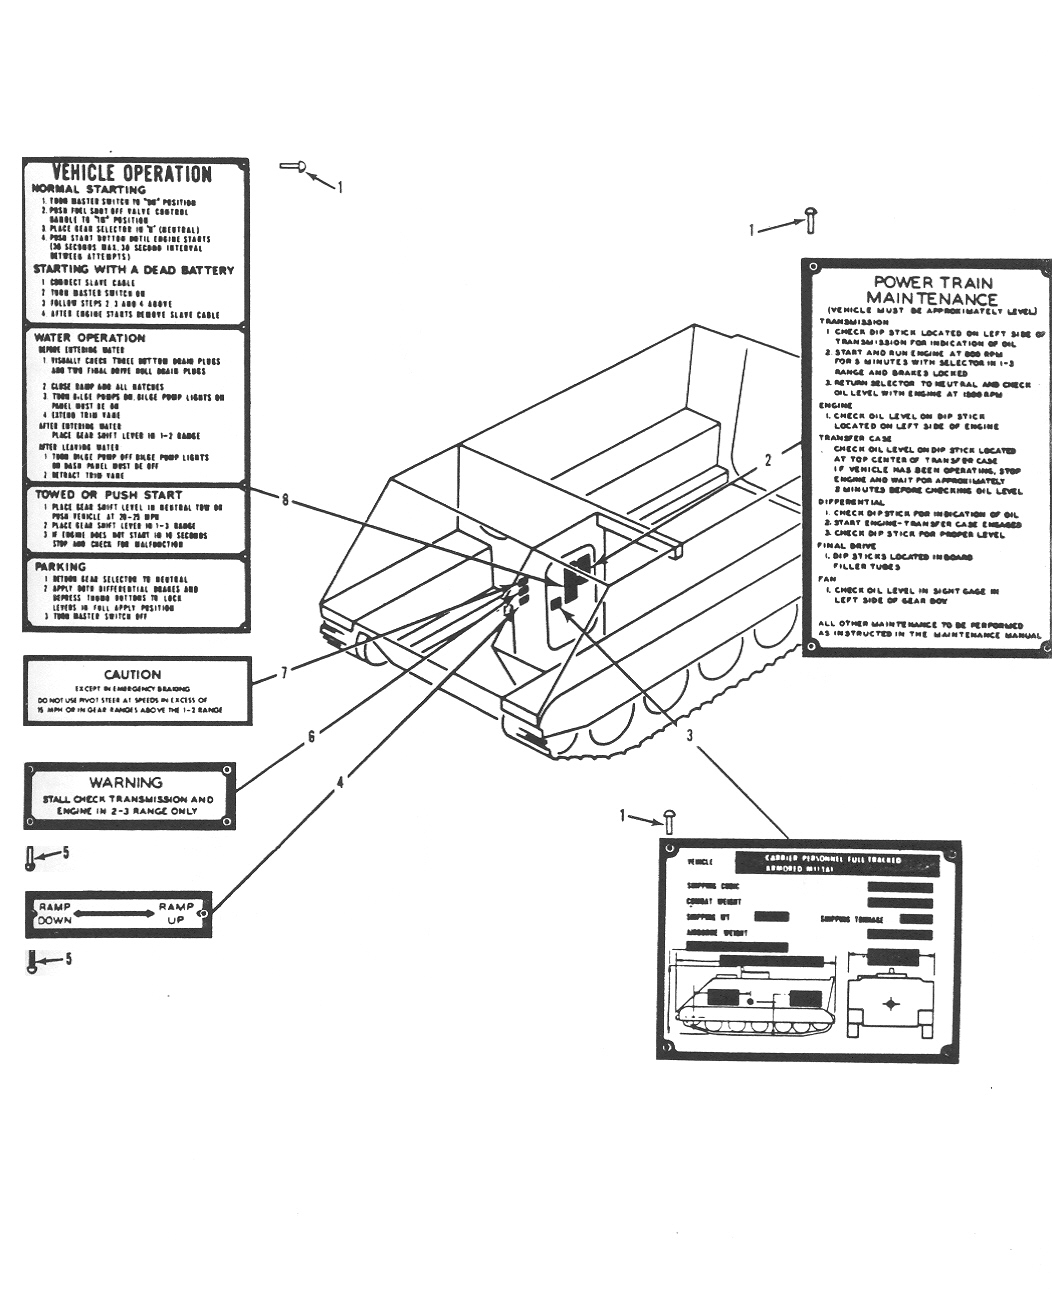 VEHICLE OPERATION
NORMAL STARTING
1. TURN MASTER SWITCH TO "ON" POSITION
2. PUSH FUEL SHUT OFF VALVE CONTROL
HANDLE TO "IN" POSITION
3. PLACE GEAR SELECTOR IN "N" (NEUTRAL)
4. PUSH START BUTTON UNTIL ENGINE STARTS
(30 SECONDS MAX. 30 SECOND INTERVAL
BETWEEN ATTEMPTS)
STARTING WITH A DEAD BATTERY
1 CONNECT SLAVE CABLE
2 TURN MASTER SWITCH ON
3 FOLLOW STEPS 2 3 AND 4 ABOVE
4 AFTER ENGINE STARTS REMOVE SLAVE CABLE
WATER OPERATION
BEFORE ENTERING WATER
1. VISUALLY CHECK THREE BOTTOM DRAIN PLUGS
AND TWO FINAL DRIVE HULL DRAIN PLUGS
2 CLOSE RAMP AND ALL HATCHES
3. TURN BILGE PUMPS ON. BILGE PUMP LIGHTS ON
PANEL MUST BE ON
4 EXTEND TRIM VANE
AFTER ENTERING WATER
PLACE GEAR SHIFT LEVER IN 1-2 RANGE
AFTER LEAVING WATER
1 TURN BILGE PUMP OFF BILGE PUMP LIGHTS
ON DASH PANEL MUST BE OFF
2 RETRACT TRIM VANE
TOWED OR PUSH START
1 PLACE GEAR SHIFT LEVEL IN NEUTRAL TOW OR
PUSH VEHICLE AT 20-25 MPH
2 PLACE GEAR SHIFT LEVER IN 1-3 RANGE
3 IF ENGINE DOES NOT START IN 10 SECONDS
STOP AND CHECK FOR MALFUNCTION
PARKING
1 RETURN GEAR SELECTOR TO NEUTRAL
2 APPLY BOTH DIFFERENTIAL BRAKES AND
DEPRESS THUMB BUTTONS TO LOCK
LEVERS IN FULL APPLY POSITION
3 TURN MASTER SWITCH OFF
CAUTION
EXCEPT IN EMERGENCY BRAKING
DO NOT USE PIVOT STEER AT SPEEDS IN EXCESS OF
15 MPH OR IN GEAR RANGES ABOVE THE 1-2 RANGE
WARNING
STALL CHECK TRANSMISSION AND
ENGINE IN 2-3 RANGE ONLY
5
RAMP DOWN RAMP UP
5
1
8
7
6
4
1
2
3
1
POWER TRAIN
MAINTENANCE
(VEHICLE MUST BE APPROXIMATELY LEVEL)
TRANSMISSION
1. CHECK DIP STICK LOCATED ON LEFT SIDE OF
TRANSMISSION FOR INDICATION OF OIL
2. START AND RUN ENGINE AT 800 RPM
FOR 5 MINUTES WITH SELECTOR IN 1-3
RANGE AND BRAKES LOCKED
3. RETURN SELECTOR TO NEUTRAL AND CHECK
OIL LEVEL WITH ENGINE AT 1500 RPM
ENGINE
1. CHECK OIL LEVEL ON DIP STICK
LOCATED ON LEFT SIDE OF ENGINE
TRANSFER CASE
CHECK OIL LEVEL ON DIP STICK LOCATED
AT TOP CENTER OF TRANSFER CASE
IF VEHICLE HAS BEEN OPERATING, STOP
ENGINE AND WAIT FOR APPROXIMATELY
2 MINUTES BEFORE CHECKING OIL LEVEL
DIFFERENTIAL
1. CHECK DIPSTICK FOR INDICATION OF OIL
2. START ENGINE-TRANSFER CASE ENGAGED
3. CHECK DIP STICK FOR PROPER LEVEL
FINAL DRIVE
1. DIP STICKS LOCATED INBOARD
FILLER TUBES
FAN
1. CHECK OIL LEVEL IN SIGHT GAGE IN
LEFT SIDE OF GEAR BOX
ALL OTHER MAINTENANCE TO BE PERFORMED
AS INSTRUCTED IN THE MAINTENANCE MANUAL
VEHICLE CARRIER PERSONNEL FULL TRACKED
ARMORED
SHIPPING CUBIC
COMBAT WEIGHT
SHIPPING WT SHIPPING TONNAGE
AIRBORNE WEIGHT